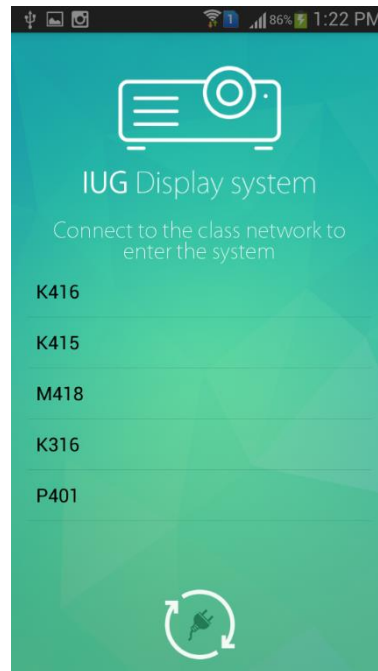 1 86% 1:22 PM
IUG Display system
Connect to the class network to
enter the system
K416
K415
M418
K316
P401